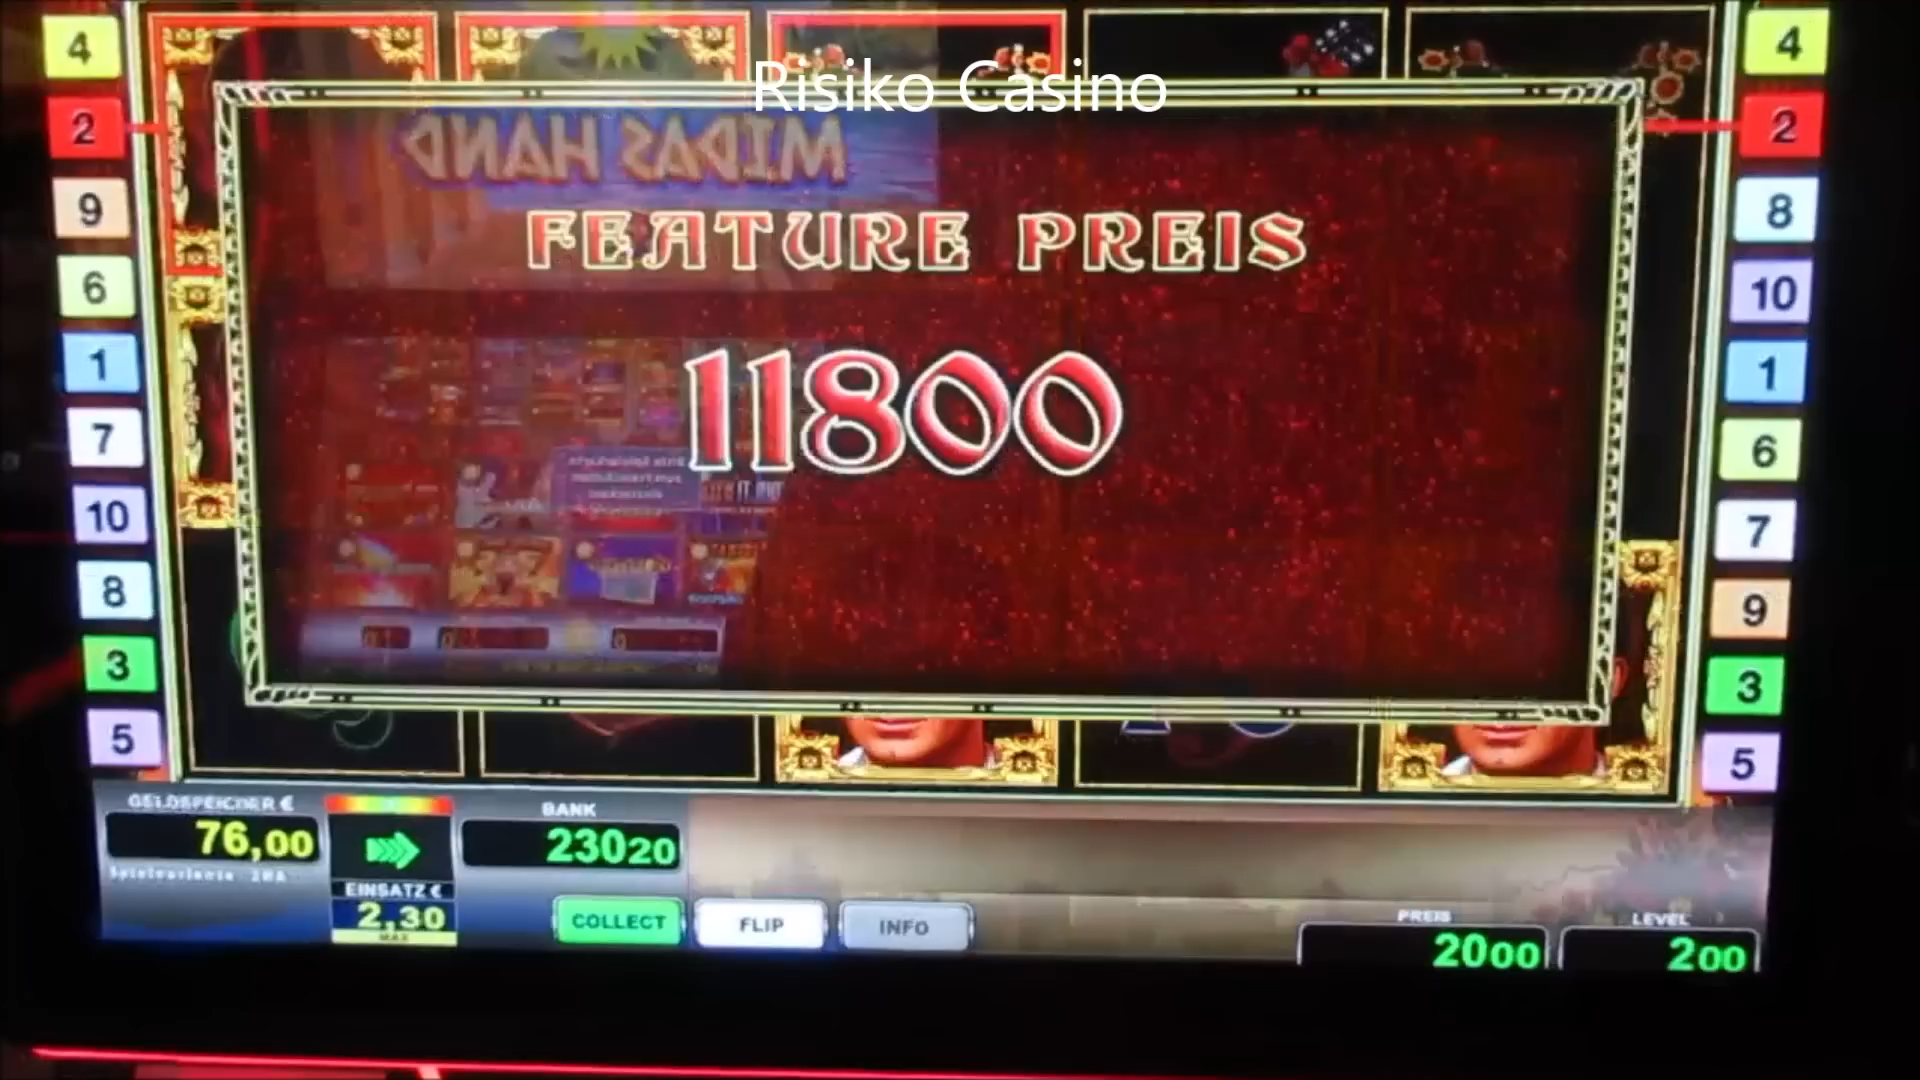 Risiko Casino
MIDAS HAND
FEATURE PREIS
11800
4
2
9
6
1
7
10
8
3
5
4
2
8
10
1
6
7
9
3
5
GELDSPEICHER €
76,00
BANK
23020
EINSATZ €
2,30
MAX
COLLECT
FLIP
INFO
PREIS
2000
LEVEL
200